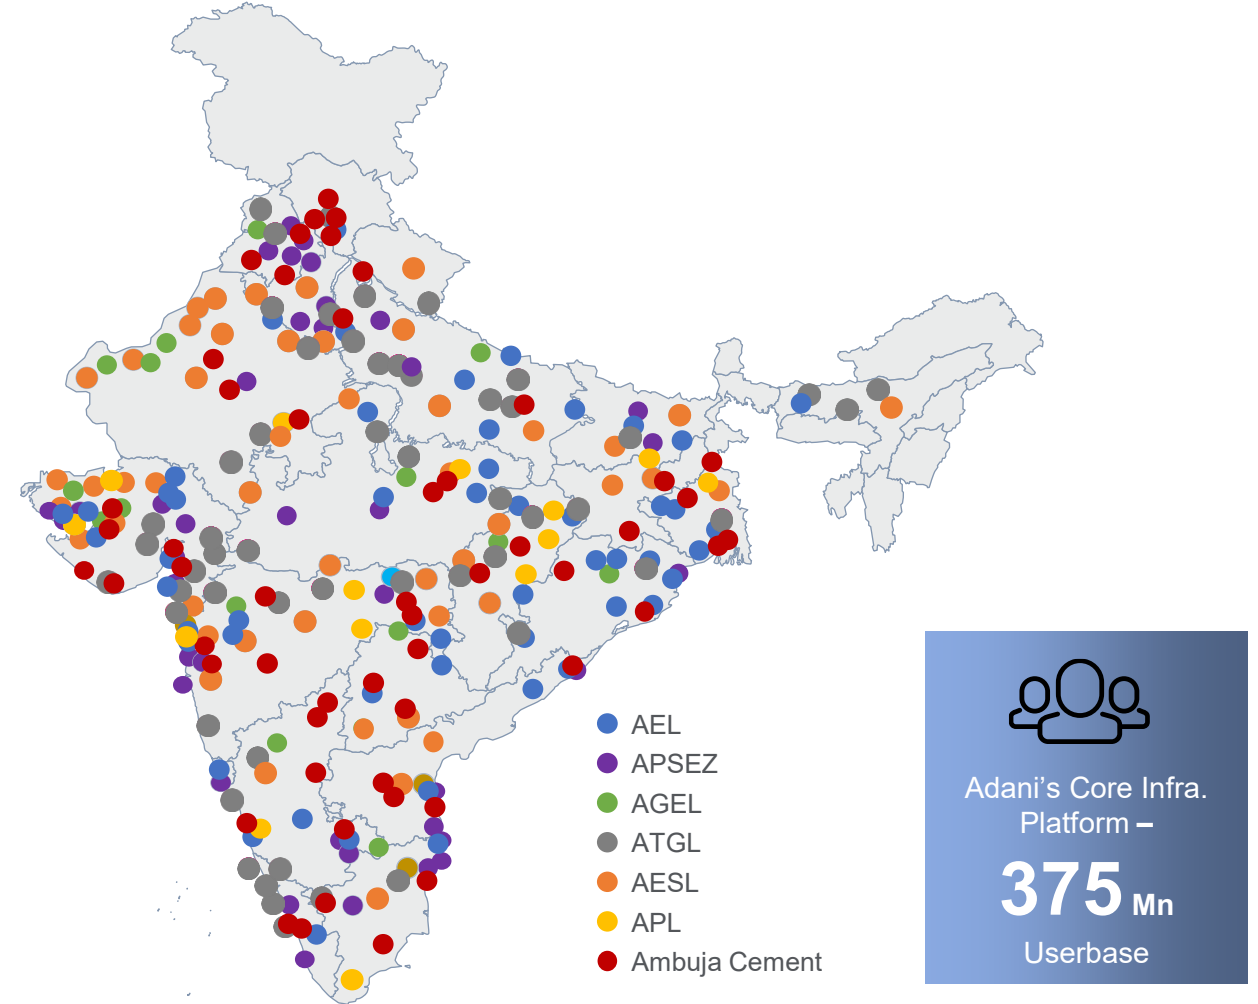 AEL
APSEZ
AGEL
ATGL
AESL
APL
Ambuja Cement
Adani’s Core Infra.
Platform –
375 Mn
Userbase